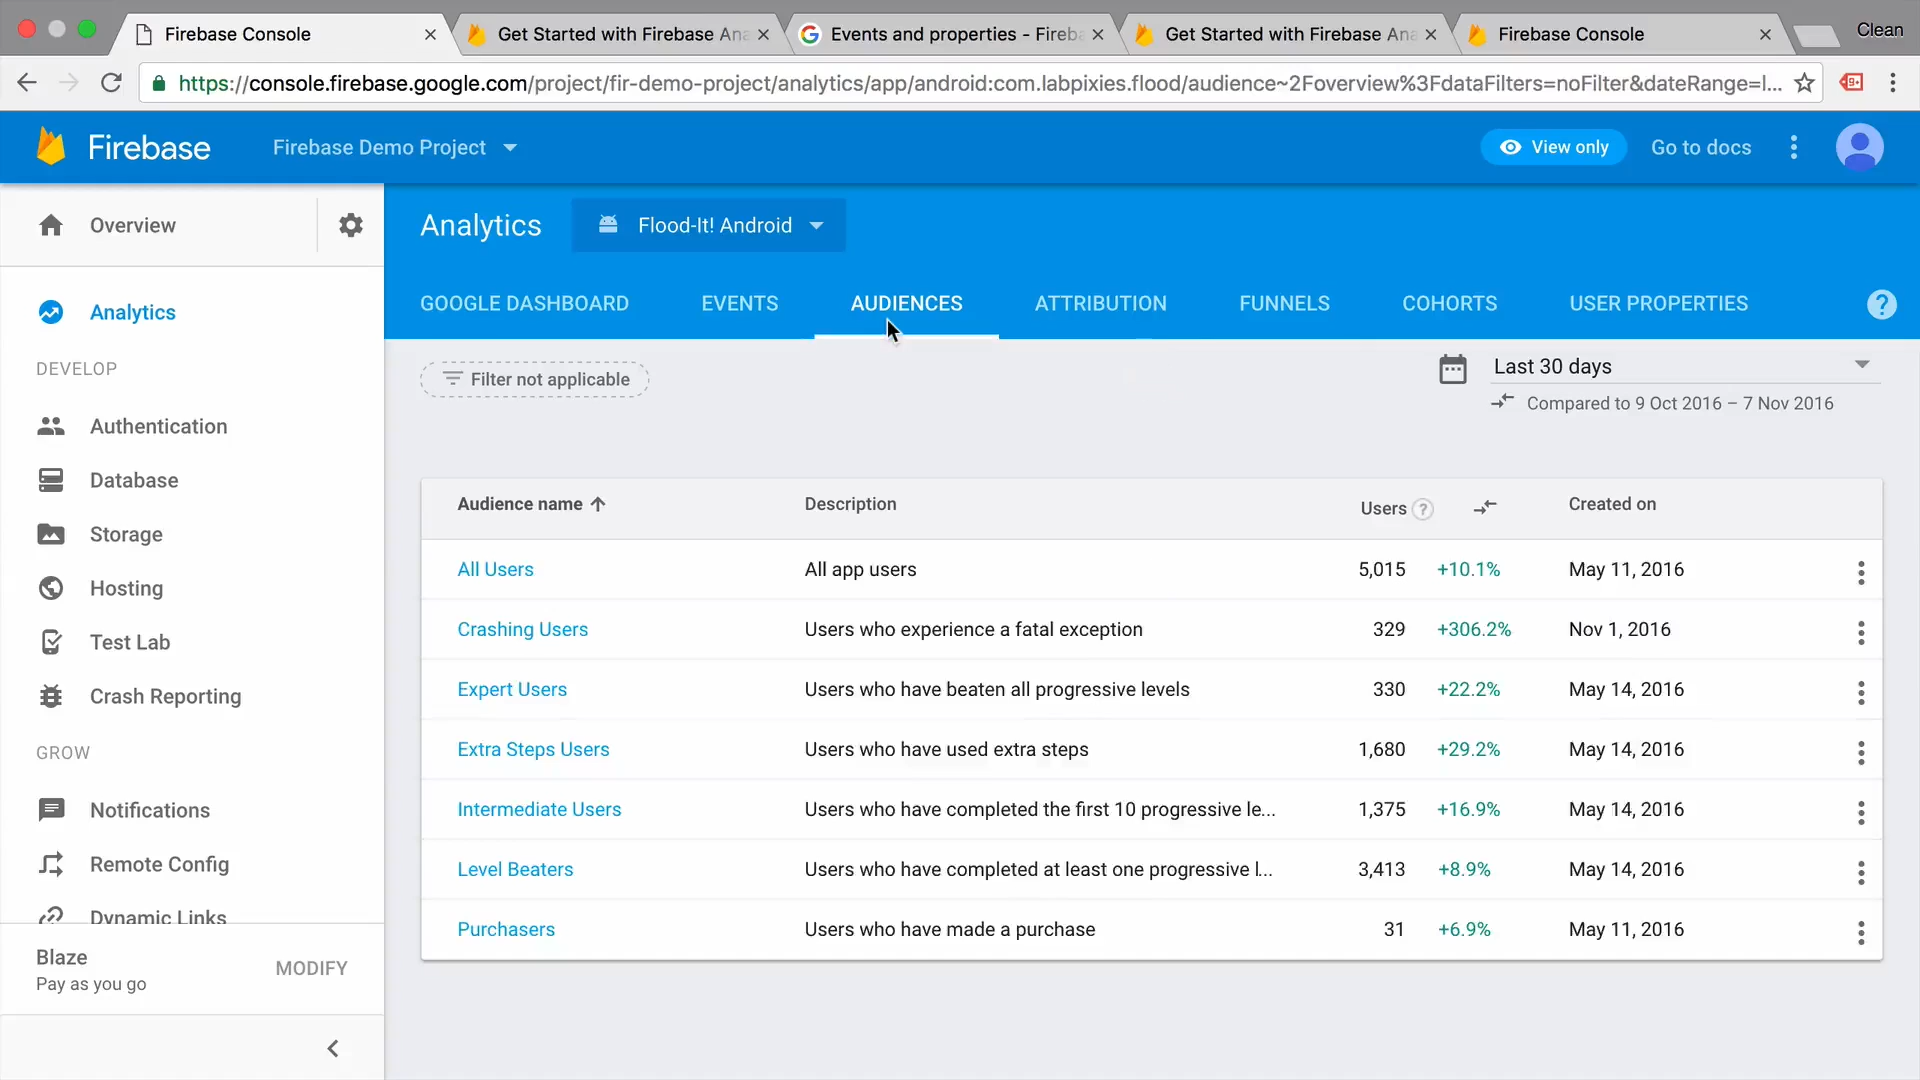 Firebase Console
Get Started with Firebase Ana
Events and properties - Fireba
Get Started with Firebase Ana
Firebase Console
Clean
https://console.firebase.google.com/project/fir-demo-project/analytics/app/android:com.labpixies.flood/audience~2Foverview%3FdataFilters=noFilter&dateRange=l...
Firebase
Firebase Demo Project
View only
Go to docs
Overview
Analytics
Flood-It! Android
GOOGLE DASHBOARD
EVENTS
AUDIENCES
ATTRIBUTION
FUNNELS
COHORTS
USER PROPERTIES
?
Analytics
DEVELOP
Authentication
Database
Storage
Hosting
Test Lab
Crash Reporting
GROW
Notifications
Remote Config
Dynamic Links
Blaze
Pay as you go
MODIFY
Filter not applicable
Last 30 days
Compared to 9 Oct 2016 – 7 Nov 2016
Audience name Description Users ? Created on
All Users All app users 5,015 +10.1% May 11, 2016
Crashing Users Users who experience a fatal exception 329 +306.2% Nov 1, 2016
Expert Users Users who have beaten all progressive levels 330 +22.2% May 14, 2016
Extra Steps Users Users who have used extra steps 1,680 +29.2% May 14, 2016
Intermediate Users Users who have completed the first 10 progressive le... 1,375 +16.9% May 14, 2016
Level Beaters Users who have completed at least one progressive l... 3,413 +8.9% May 14, 2016
Purchasers Users who have made a purchase 31 +6.9% May 11, 2016